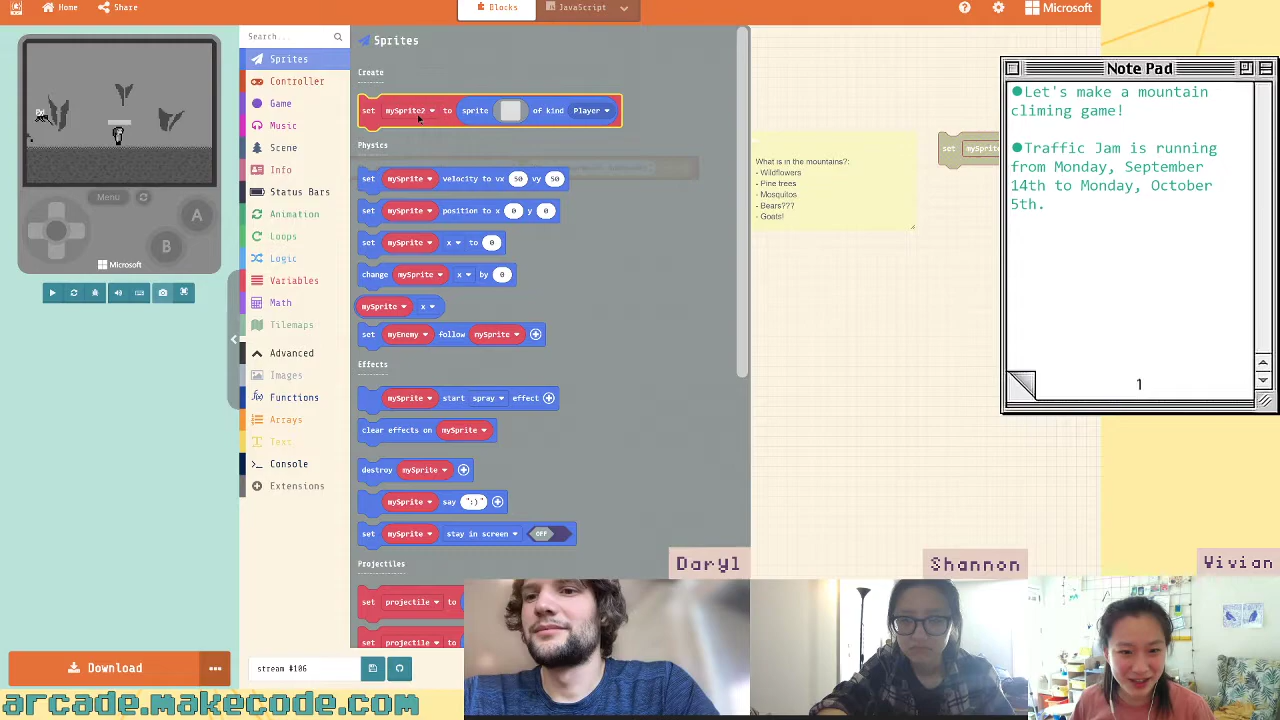 Home
Share
Blocks
JavaScript
Microsoft
Search...
Sprites
Controller
Game
Music
Scene
Info
Status Bars
Animation
Loops
Logic
Variables
Math
Tilemaps
Advanced
Images
Functions
Arrays
Text
Console
Extensions
Menu
A
B
Microsoft
Sprites
Create
set mySprite2 to sprite of kind Player
Physics
set mySprite velocity to vx 50 vy 50
set mySprite position to x 0 y 0
set mySprite x to 0
change mySprite x by 0
mySprite x
set myEnemy follow mySprite
Effects
mySprite start spray effect
clear effects on mySprite
destroy mySprite
mySprite say ":)"
set mySprite stay in screen OFF
Projectiles
set projectile to
set projectile to
What is in the mountains?:
- Wildflowers
- Pine trees
- Mosquitos
- Bears???
- Goats!
set mySprite
Note Pad
●Let's make a mountain
climing game!
●Traffic Jam is running
from Monday, September
14th to Monday, October
5th.
1
Daryl
Shannon
Vivian
Download
stream #106
arcade.makecode.com